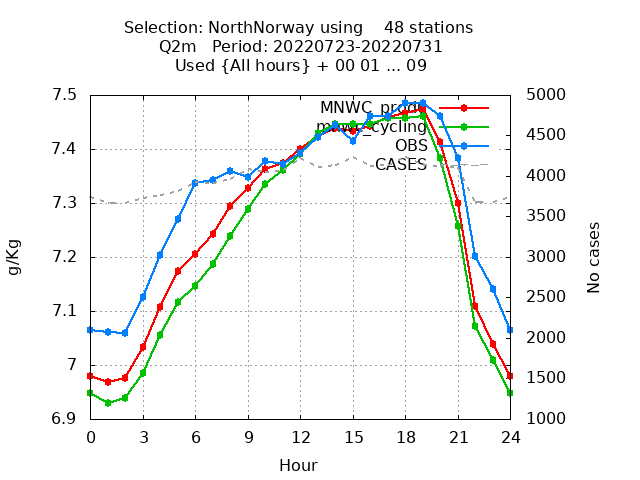 Selection: NorthNorway using    48 stations
Q2m   Period: 20220723-20220731
Used {All hours} + 00 01 ... 09
MNWC_prod
mnwc_cycling
OBS
CASES
7.5
7.4
7.3
7.2
7.1
7
6.9
5000
4500
4000
3500
3000
2500
2000
1500
1000
g/Kg
No cases
0 3 6 9 12 15 18 21 24
Hour